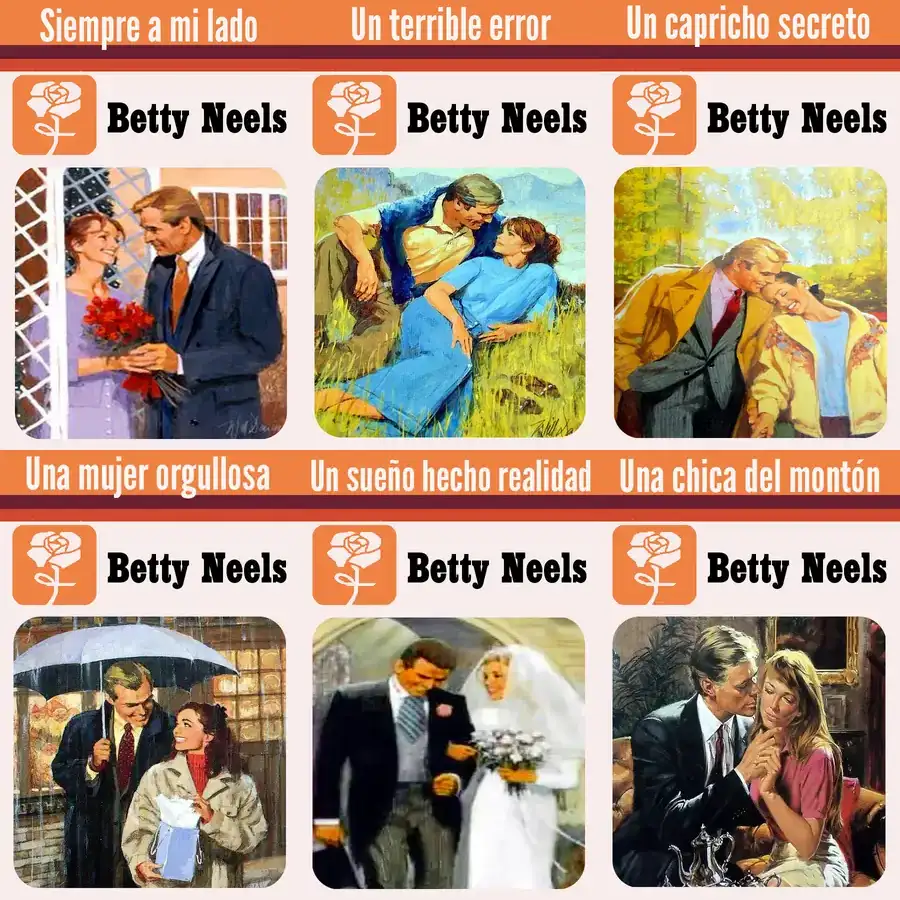 Siempre a mi lado
Un terrible error
Un capricho secreto
Betty Neels
Betty Neels
Betty Neels
Una mujer orgullosa
Un sueño hecho realidad
Una chica del montón
Betty Neels
Betty Neels
Betty Neels